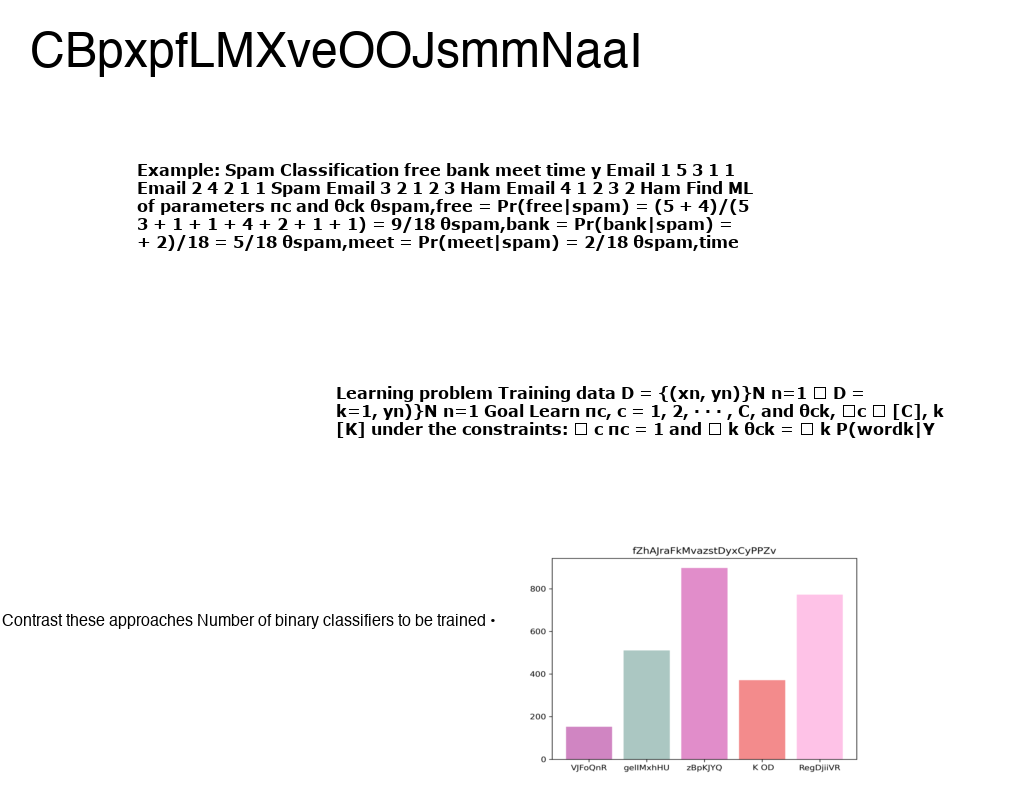 CBpxpfLMXveOOJsmmNaaI
Example: Spam Classification free bank meet time y Email 1 5 3 1 1
Email 2 4 2 1 1 Spam Email 3 2 1 2 3 Ham Email 4 1 2 3 2 Ham Find ML
of parameters πc and θck θspam,free = Pr(free|spam) = (5 + 4)/(5
3 + 1 + 1 + 4 + 2 + 1 + 1) = 9/18 θspam,bank = Pr(bank|spam) =
+ 2)/18 = 5/18 θspam,meet = Pr(meet|spam) = 2/18 θspam,time
Learning problem Training data D = {(xn, yn)}N n=1 □ D =
k=1, yn)}N n=1 Goal Learn πc, c = 1, 2, · · · , C, and θck, □c □ [C], k
[K] under the constraints: □ c πc = 1 and □ k θck = □ k P(wordk|Y
Contrast these approaches Number of binary classifiers to be trained •
fZhAJraFkMvazstDyxCyPPZv
800
600
400
200
0
VJFoQnR geIIMxhHU zBpKJYQ K OD RegDjiiVR